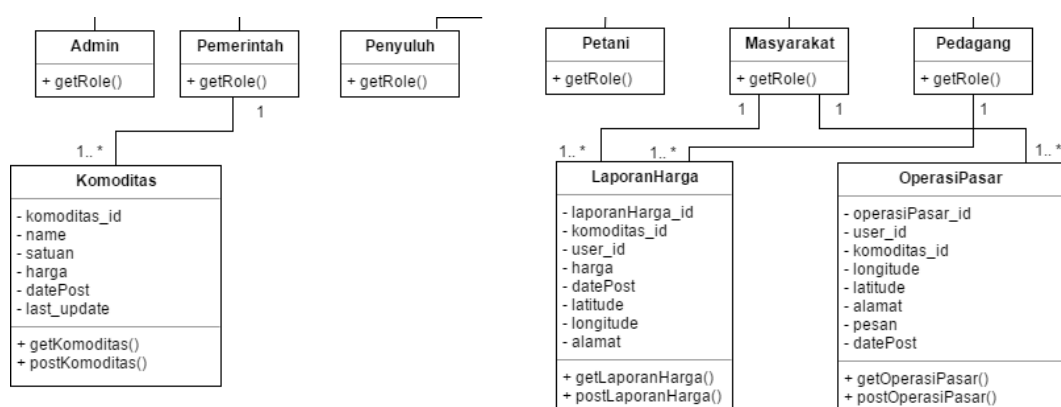 Admin
+ getRole()
Pemerintah
+ getRole()
Penyuluh
+ getRole()
Petani
+ getRole()
Masyarakat
+ getRole()
Pedagang
+ getRole()
1
1
1
1
1.. *
1.. *
1.. *
1.. *
Komoditas
- komoditas_id
- name
- satuan
- harga
- datePost
- last_update
+ getKomoditas()
+ postKomoditas()
LaporanHarga
- laporanHarga_id
- komoditas_id
- user_id
- harga
- datePost
- latitude
- longitude
- alamat
+ getLaporanHarga()
+ postLaporanHarga()
OperasiPasar
- operasiPasar_id
- user_id
- komoditas_id
- longitude
- latitude
- alamat
- pesan
- datePost
+ getOperasiPasar()
+ postOperasiPasar()